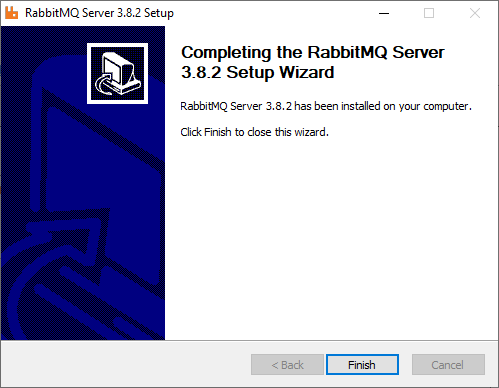 RabbitMQ Server 3.8.2 Setup
Completing the RabbitMQ Server
3.8.2 Setup Wizard
RabbitMQ Server 3.8.2 has been installed on your computer.
Click Finish to close this wizard.
< Back
Finish
Cancel